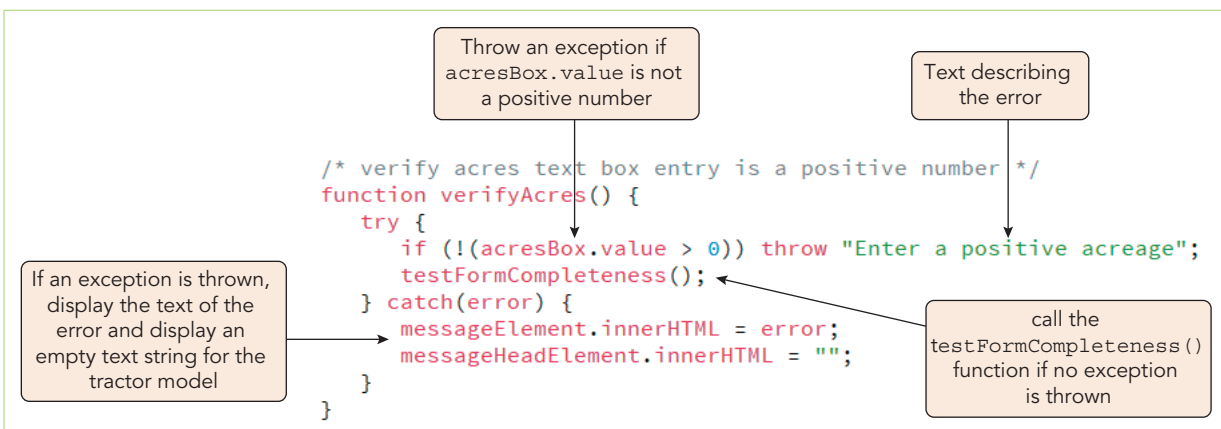 Throw an exception if
acresBox.value is not
a positive number
Text describing
the error
/* verify acres text box entry is a positive number */
function verifyAcres() {
try {
if (!(acresBox.value > 0)) throw "Enter a positive acreage";
testFormCompleteness();
} catch(error) {
messageElement.innerHTML = error;
messageHeadElement.innerHTML = "";
}
}
If an exception is thrown,
display the text of the
error and display an
empty text string for the
tractor model
call the
testFormCompleteness()
function if no exception
is thrown